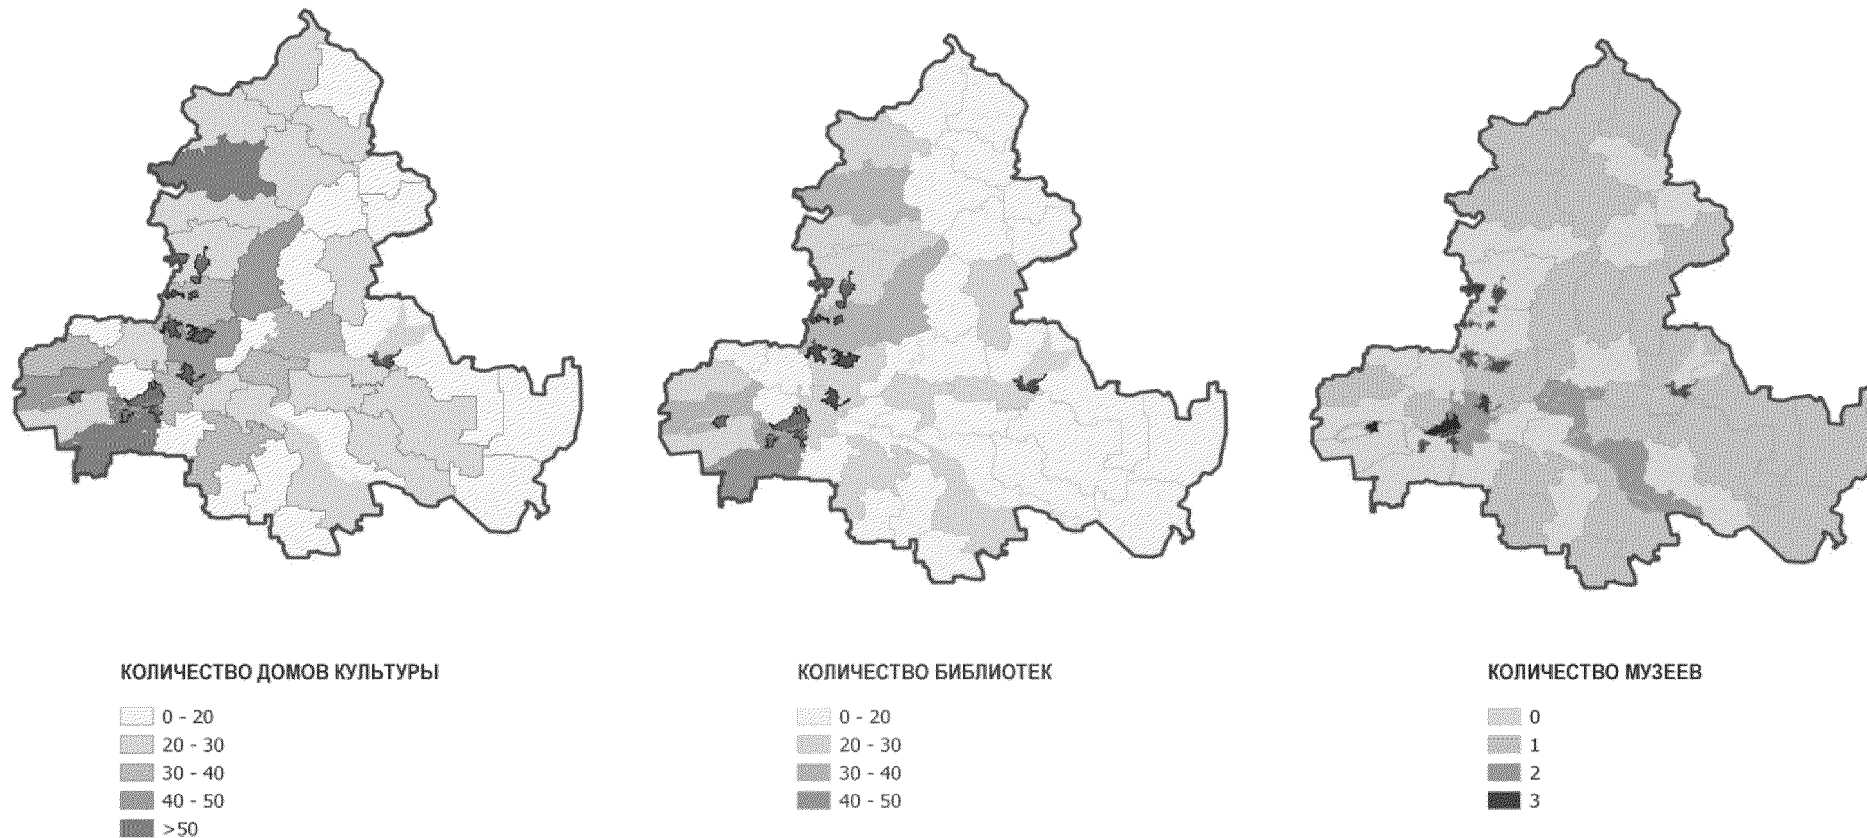 КОЛИЧЕСТВО ДОМОВ КУЛЬТУРЫ
0 - 20
20 - 30
30 - 40
40 - 50
>50
КОЛИЧЕСТВО БИБЛИОТЕК
0 - 20
20 - 30
30 - 40
40 - 50
КОЛИЧЕСТВО МУЗЕЕВ
0
1
2
3